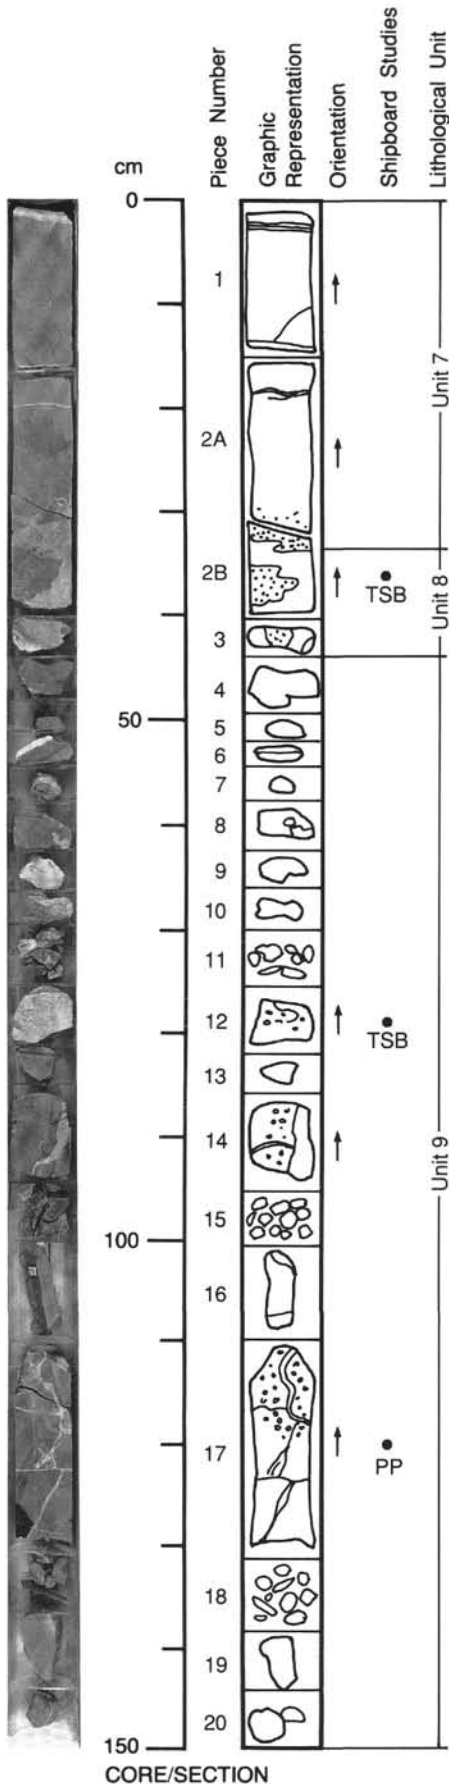 cm
Piece Number
Graphic
Representation
Orientation
Shipboard Studies
Lithological Unit
0
1
Unit 7
2A
2B
TSB
Unit 8
3
4
50
5
6
7
8
9
10
11
12
TSB
13
14
Unit 9
15
100
16
17
PP
18
19
20
150
CORE/SECTION